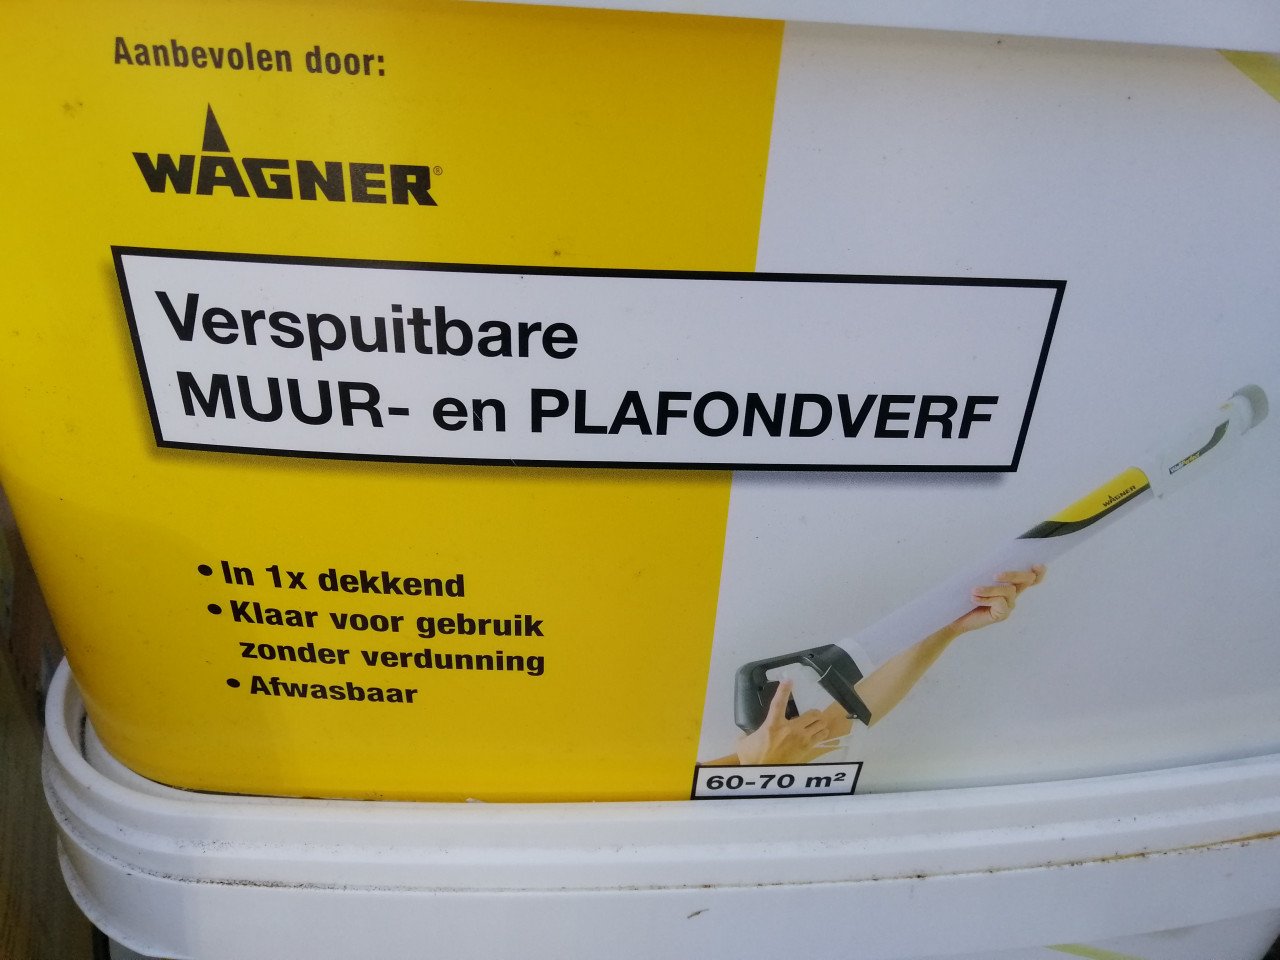 Aanbevolen door:
WAGNER®
Verspuitbare
MUUR- en PLAFONDVERF
• In 1x dekkend
• Klaar voor gebruik
zonder verdunning
• Afwasbaar
WAGNER
60-70 m²